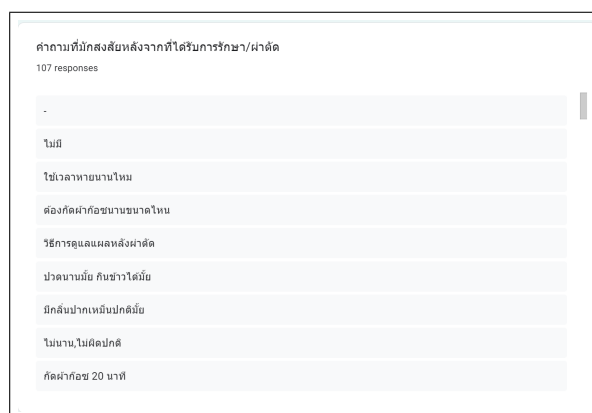 คำถามที่มักสงสัยหลังจากที่ได้รับการรักษา/ผ่าตัด
107 responses
-
ไม่มี
ใช้เวลาหายนานไหม
ต้องกัดผ้าก๊อซนานขนาดไหน
วิธีการดูแลแผลหลังผ่าตัด
ปวดนานมั้ย กินข้าวได้มั้ย
มีกลิ่นปากเหม็นปกติมั้ย
ไม่นาน,ไม่ผิดปกติ
กัดผ้าก๊อซ 20 นาที